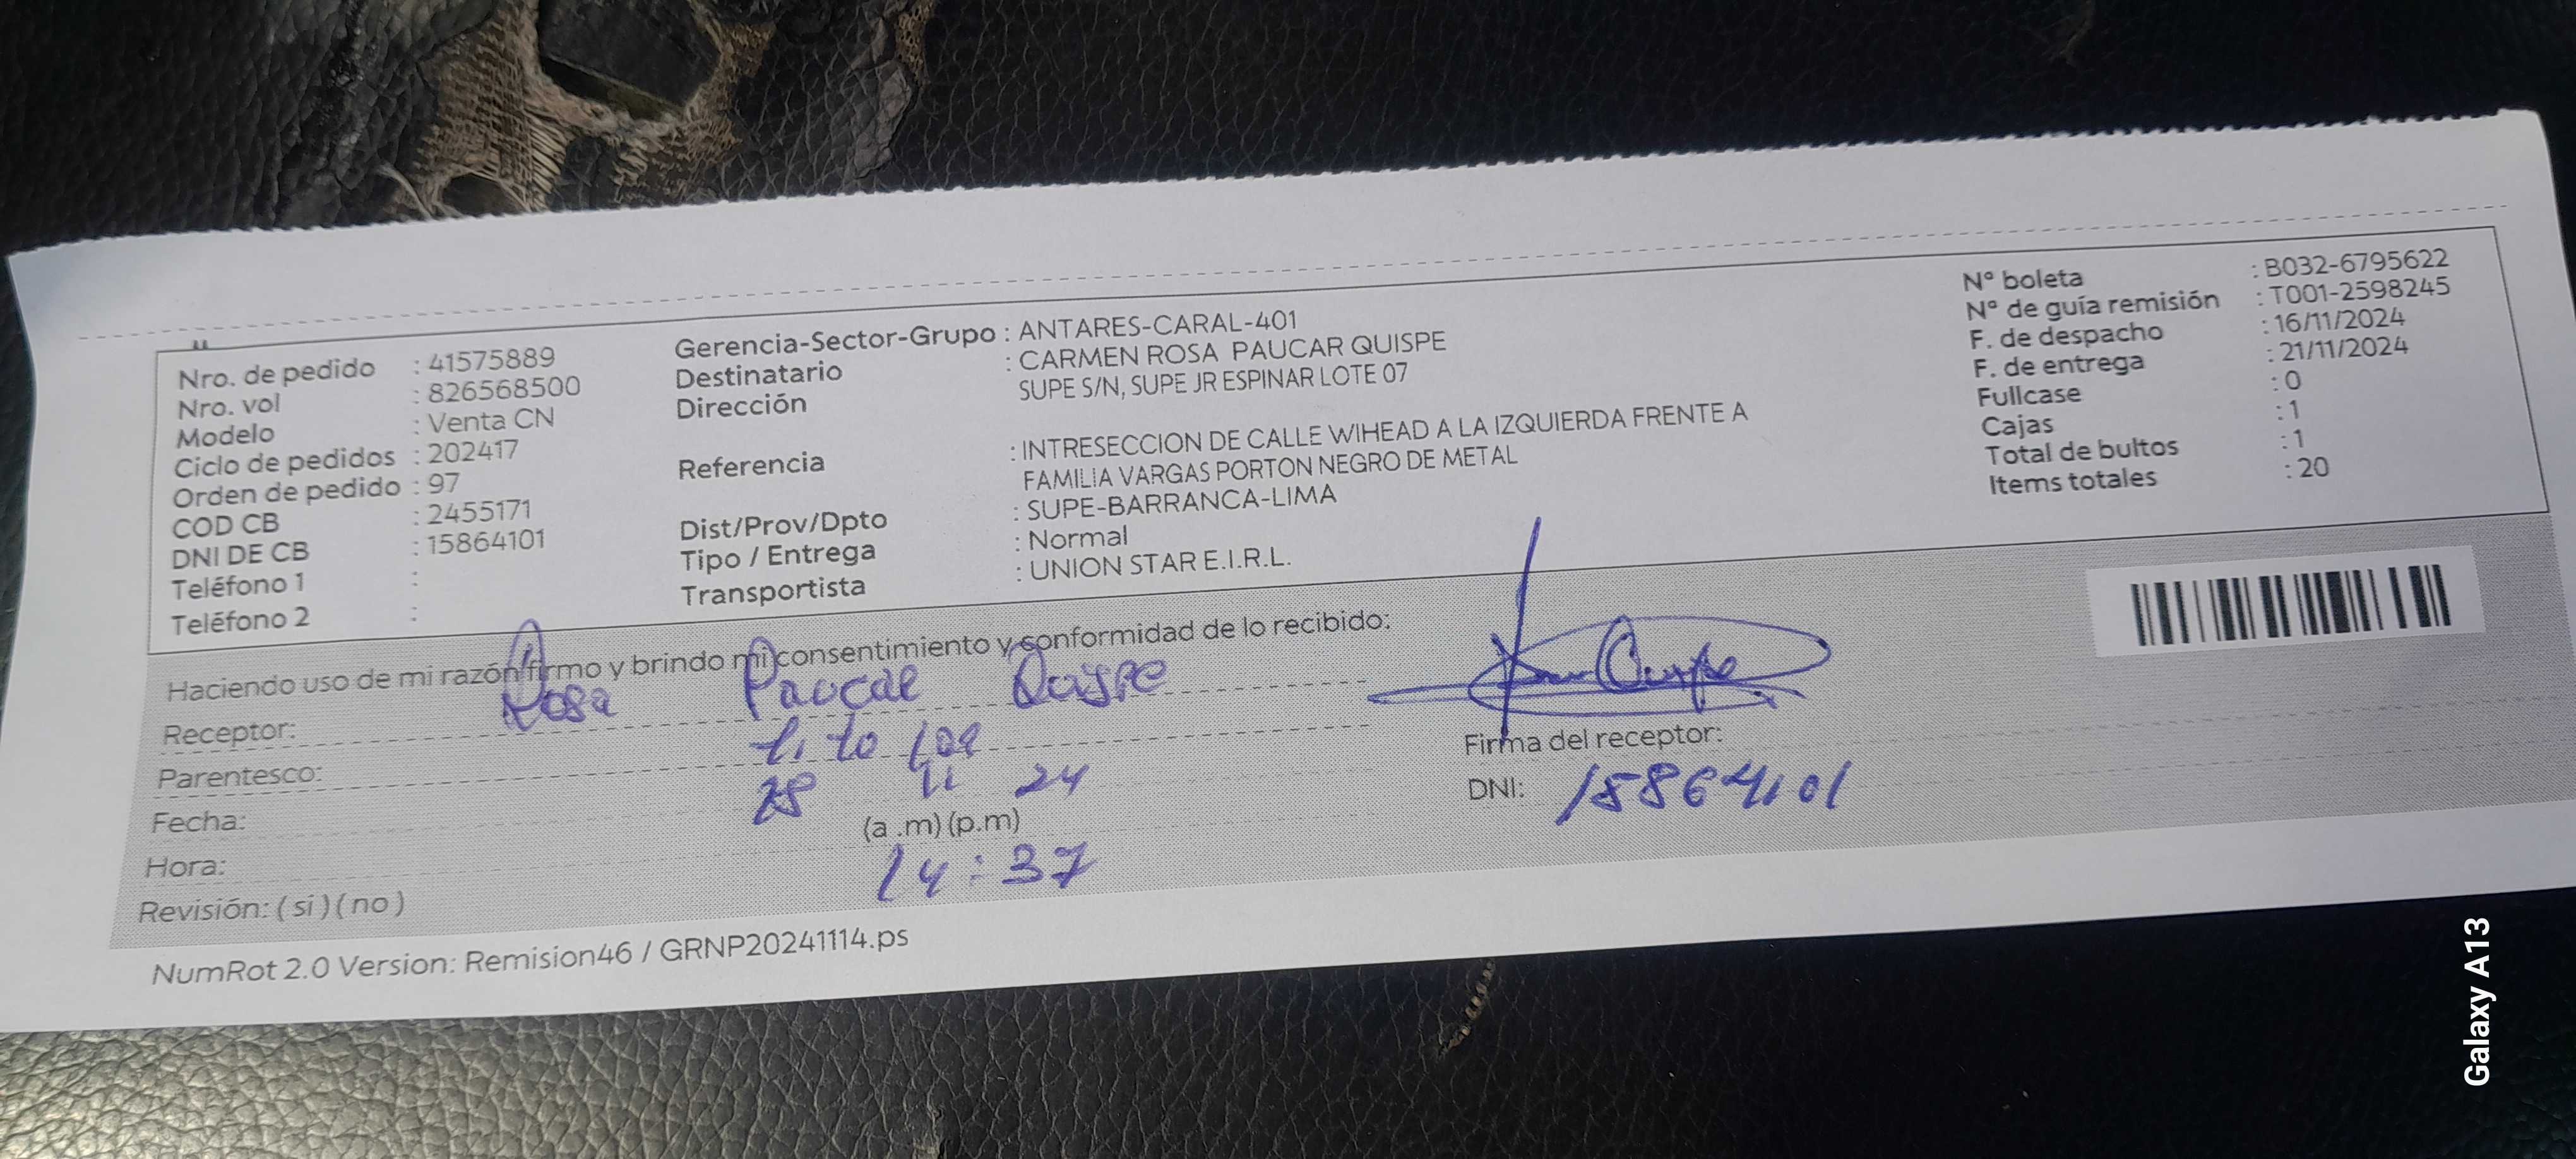 Nro. de pedido : 41575889
Nro. vol : 826568500
Modelo : Venta CN
Ciclo de pedidos : 202417
Orden de pedido : 97
COD CB : 2455171
DNI DE CB : 15864101
Teléfono 1 :
Teléfono 2 :
Gerencia-Sector-Grupo : ANTARES-CARAL-401
Destinatario : CARMEN ROSA PAUCAR QUISPE
Dirección SUPE S/N, SUPE JR ESPINAR LOTE 07
Referencia : INTRESECCION DE CALLE WIHEAD A LA IZQUIERDA FRENTE A
FAMILIA VARGAS PORTON NEGRO DE METAL
Dist/Prov/Dpto : SUPE-BARRANCA-LIMA
Tipo / Entrega : Normal
Transportista : UNION STAR E.I.R.L.
N° boleta : B032-6795622
N° de guía remisión : T001-2598245
F. de despacho : 16/11/2024
F. de entrega : 21/11/2024
Fullcase : 0
Cajas : 1
Total de bultos : 1
Items totales : 20
Haciendo uso de mi razón firmo y brindo mi consentimiento y conformidad de lo recibido:
Receptor: Rosa Paucar Quispe
Parentesco:
Fecha: 28 11 24
(a .m) (p.m)
Hora: 14:37
Revisión: ( si ) ( no )
Firma del receptor:
DNI: 15864101
NumRot 2.0 Version: Remision46 / GRNP20241114.ps
Galaxy A13